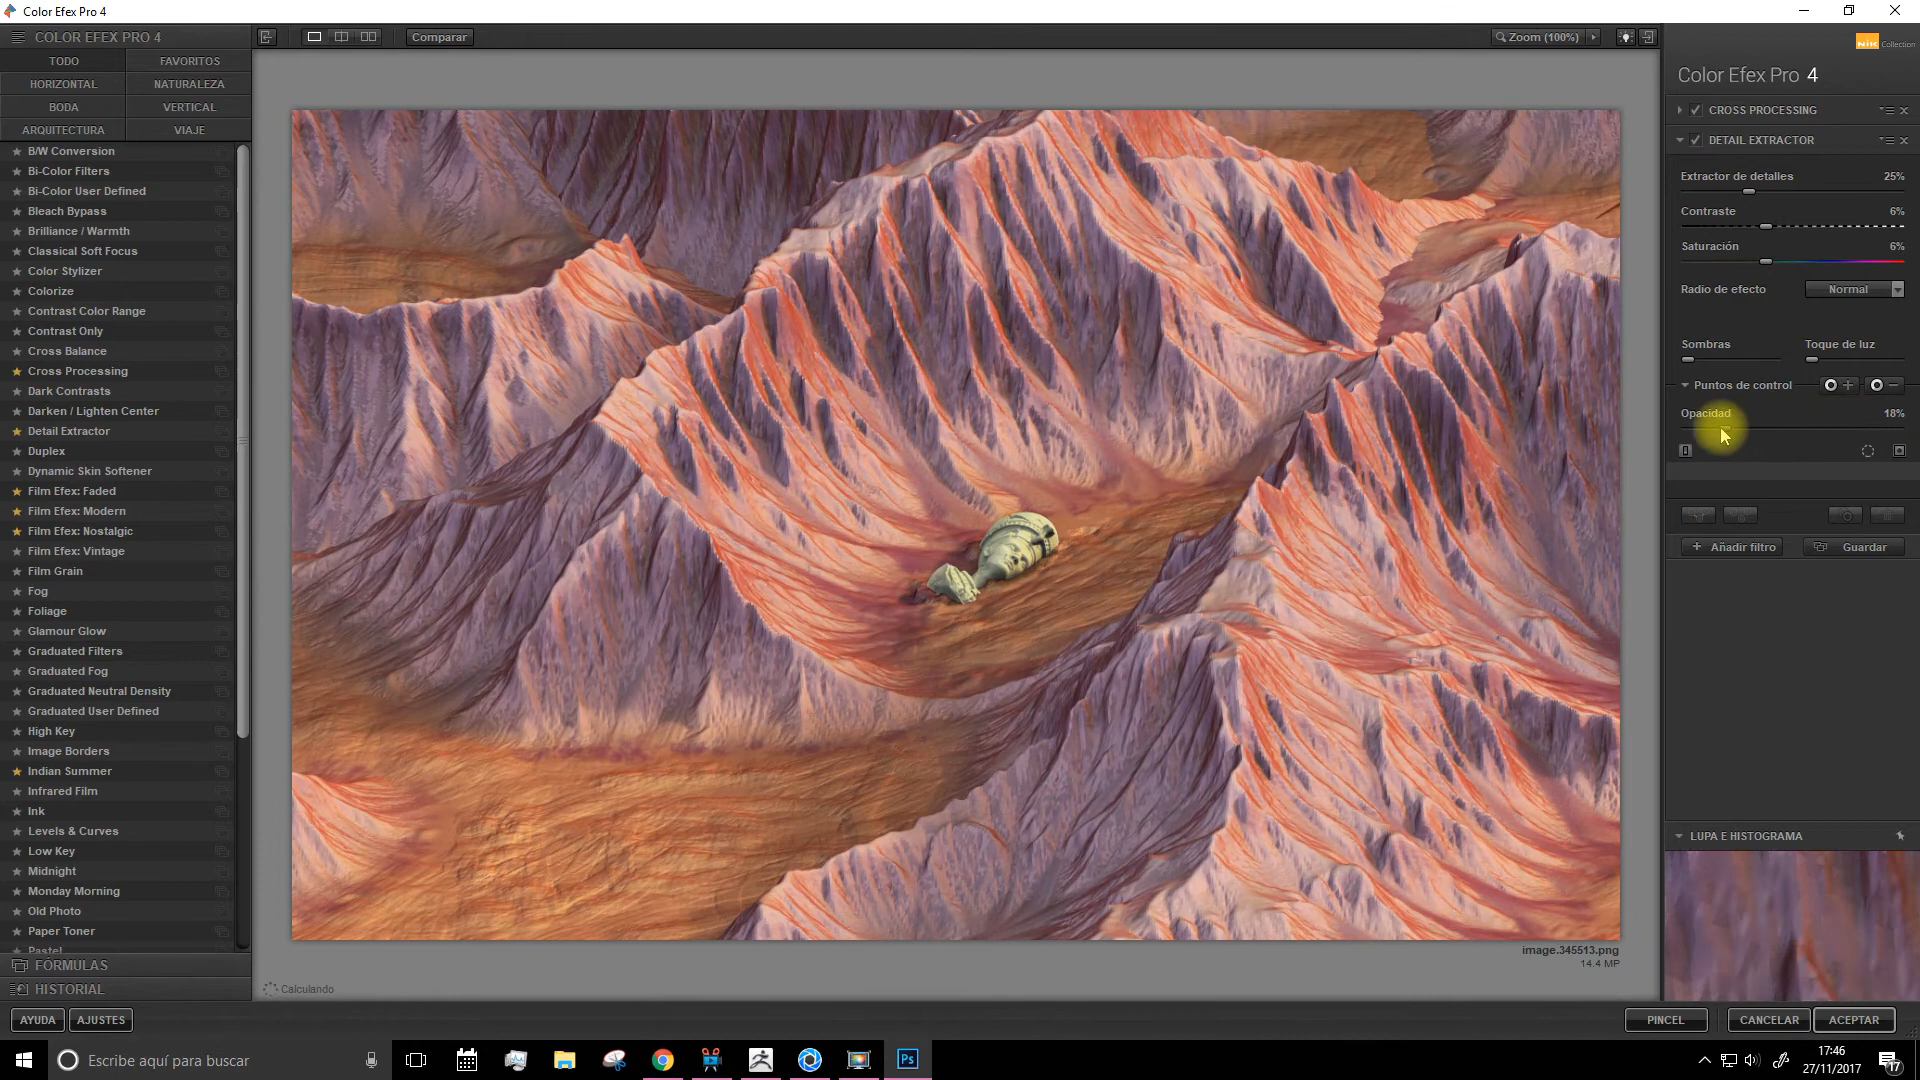 Color Efex Pro 4
COLOR EFEX PRO 4
TODO
FAVORITOS
HORIZONTAL
NATURALEZA
BODA
VERTICAL
ARQUITECTURA
VIAJE
B/W Conversion
Bi-Color Filters
Bi-Color User Defined
Bleach Bypass
Brilliance / Warmth
Classical Soft Focus
Color Stylizer
Colorize
Contrast Color Range
Contrast Only
Cross Balance
Cross Processing
Dark Contrasts
Darken / Lighten Center
Detail Extractor
Duplex
Dynamic Skin Softener
Film Efex: Faded
Film Efex: Modern
Film Efex: Nostalgic
Film Efex: Vintage
Film Grain
Fog
Foliage
Glamour Glow
Graduated Filters
Graduated Fog
Graduated Neutral Density
Graduated User Defined
High Key
Image Borders
Indian Summer
Infrared Film
Ink
Levels & Curves
Low Key
Midnight
Monday Morning
Old Photo
Paper Toner
Pastel
FÓRMULAS
HISTORIAL
AYUDA
AJUSTES
Comparar
Zoom (100%)
image.345513.png
14.4 MP
Calculando
Nik Collection
Color Efex Pro 4
CROSS PROCESSING
DETAIL EXTRACTOR
Extractor de detalles 25%
Contraste 6%
Saturación 6%
Radio de efecto Normal
Sombras
Toque de luz
Puntos de control
Opacidad 18%
Añadir filtro
Guardar
LUPA E HISTOGRAMA
PINCEL
CANCELAR
ACEPTAR
Escribe aquí para buscar
Ps
17:46
27/11/2017
17